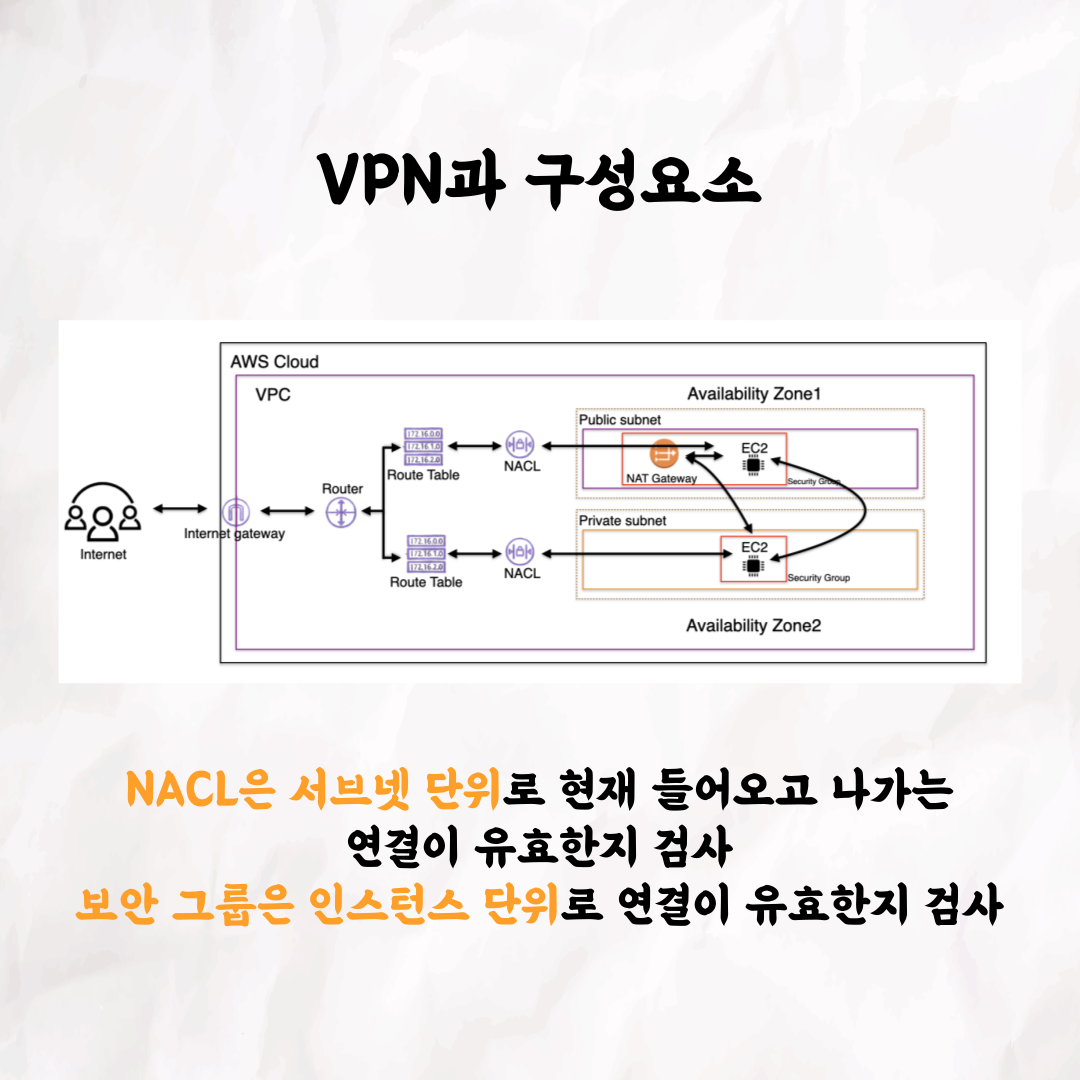 VPN과 구성요소
AWS Cloud
VPC
Availability Zone1
Public subnet
172.16.0.0
172.16.1.0
172.16.2.0
Route Table
NACL
EC2
NAT Gateway
Security Group
Router
Internet gateway
Internet
Private subnet
172.16.0.0
172.16.1.0
172.16.2.0
Route Table
NACL
EC2
Security Group
Availability Zone2
NACL은 서브넷 단위로 현재 들어오고 나가는
연결이 유효한지 검사
보안 그룹은 인스턴스 단위로 연결이 유효한지 검사